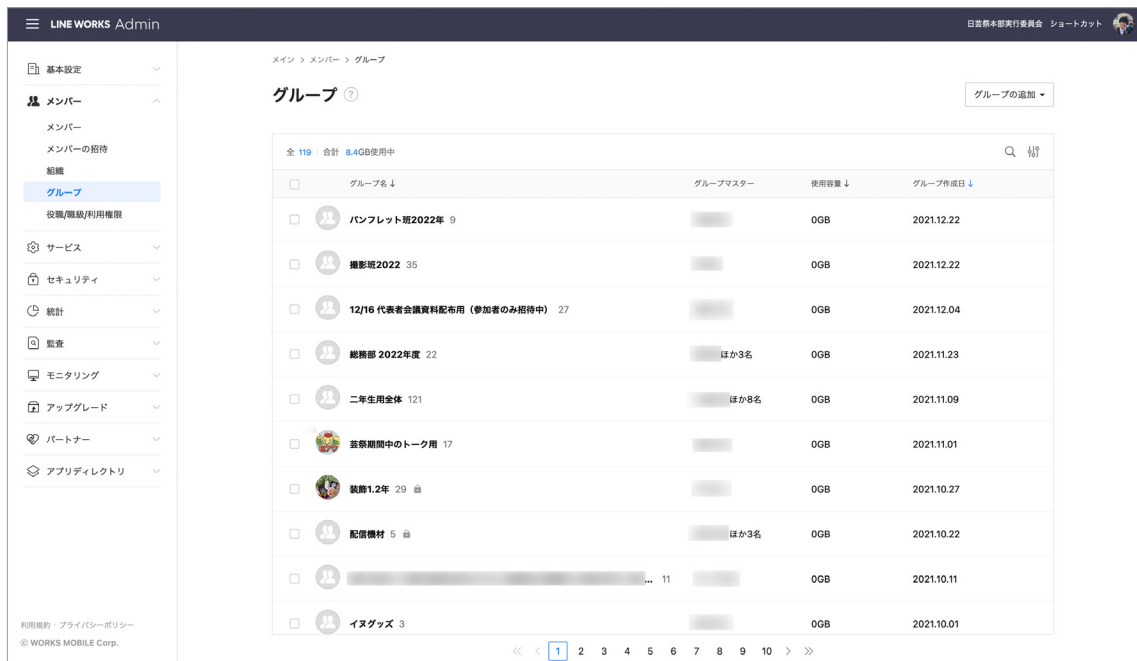 LINE WORKS Admin
日芸祭本部実行委員会 ショートカット
基本設定
メンバー
メンバー
メンバーの招待
組織
グループ
役職/職級/利用権限
サービス
セキュリティ
統計
監査
モニタリング
アップグレード
パートナー
アプリディレクトリ
利用規約・プライバシーポリシー
© WORKS MOBILE Corp.
メイン > メンバー > グループ
グループ ?
グループの追加
全 119 合計 8.4GB使用中
グループ名↓ グループマスター 使用容量↓ グループ作成日↓
パンフレット班2022年 9 0GB 2021.12.22
撮影班2022 35 0GB 2021.12.22
12/16 代表者会議資料配布用（参加者のみ招待中） 27 0GB 2021.12.04
総務部 2022年度 22 ほか3名 0GB 2021.11.23
二年生用全体 121 ほか8名 0GB 2021.11.09
芸祭期間中のトーク用 17 0GB 2021.11.01
装飾1.2年 29 0GB 2021.10.27
配信機材 5 ほか3名 0GB 2021.10.22
... 11 0GB 2021.10.11
イヌグッズ 3 0GB 2021.10.01
1 2 3 4 5 6 7 8 9 10